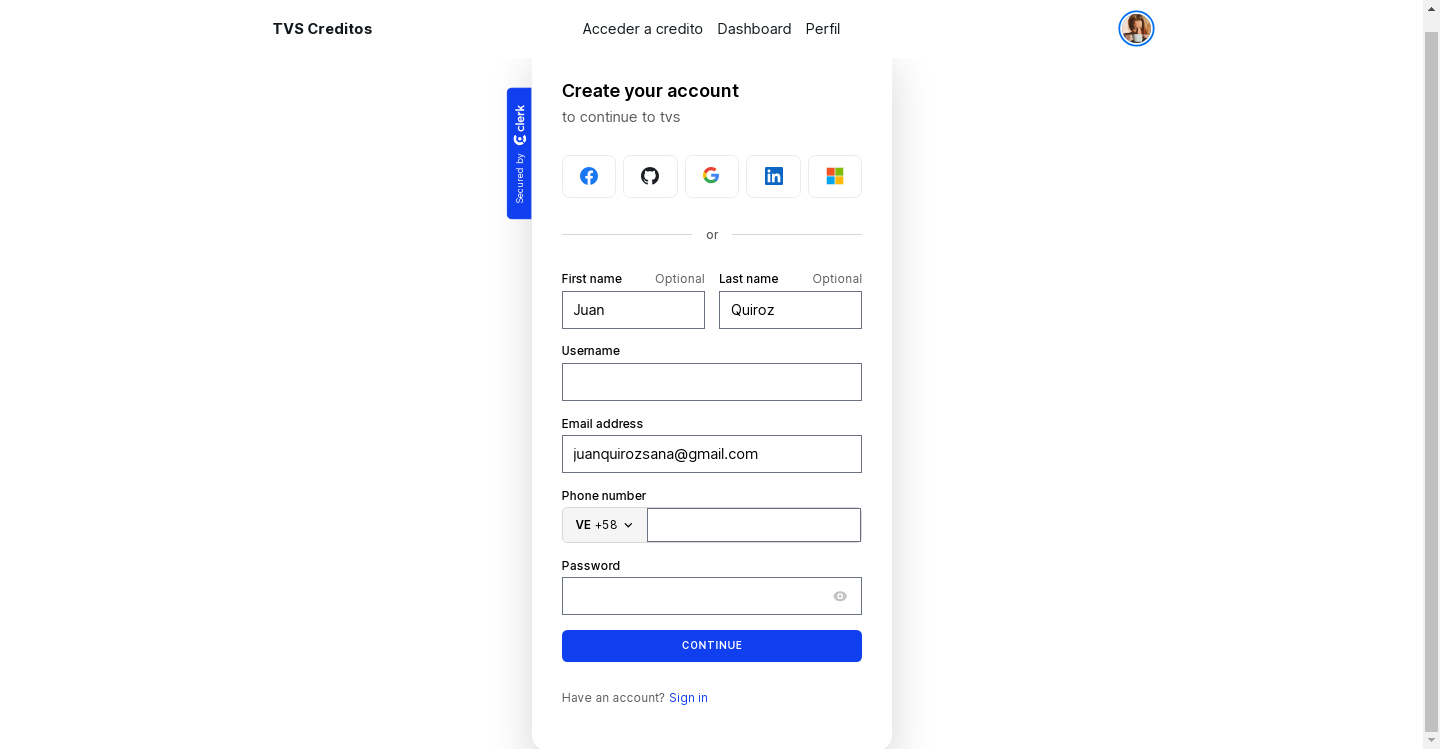 TVS Creditos Acceder a credito Dashboard Perfil
Create your account
to continue to tvs
Secured by clerk
or
First name Optional Last name Optional
Juan Quiroz
Username
Email address
juanquirozsana@gmail.com
Phone number
VE +58
Password
CONTINUE
Have an account? Sign in